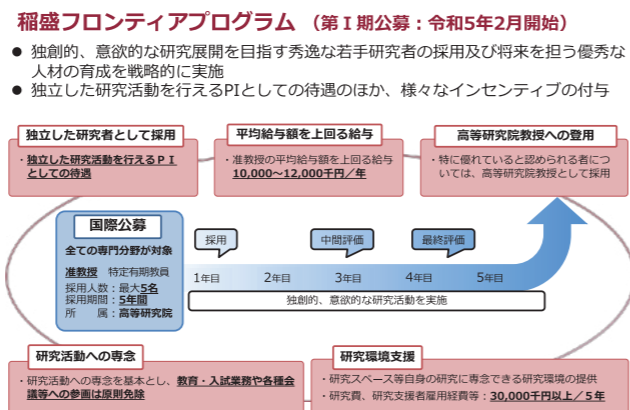 稲盛フロンティアプログラム （第Ⅰ期公募：令和5年2月開始）
● 独創的、意欲的な研究展開を目指す秀逸な若手研究者の採用及び将来を担う優秀な
人材の育成を戦略的に実施
● 独立した研究活動を行えるPIとしての待遇のほか、様々なインセンティブの付与
独立した研究者として採用
・独立した研究活動を行えるＰＩ
としての待遇
平均給与額を上回る給与
・准教授の平均給与額を上回る給与
10,000～12,000千円／年
高等研究院教授への登用
・特に優れていると認められる者につ
いては、高等研究院教授として採用
国際公募
全ての専門分野が対象
准教授 特定有期教員
採用人数：最大5名
採用期間：5年間
所　　属：高等研究院
採用
中間評価
最終評価
1年目 2年目 3年目 4年目 5年目
独創的、意欲的な研究活動を実施
研究活動への専念
・研究活動への専念を基本とし、教育・入試業務や各種会
議等への参画は原則免除
研究環境支援
・研究スペース等自身の研究に専念できる研究環境の提供
・研究費、研究支援者雇用経費等：30,000千円以上／５年